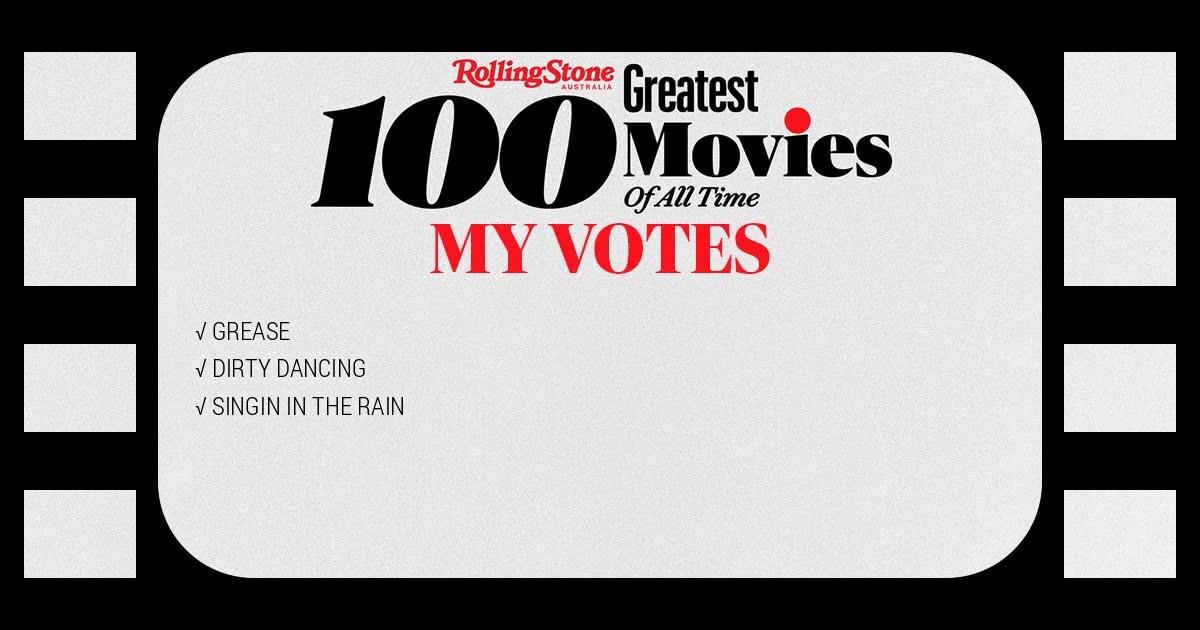 RollingStone
AUSTRALIA
100 Greatest
Movies
Of All Time
MY VOTES
√ GREASE
√ DIRTY DANCING
√ SINGIN IN THE RAIN